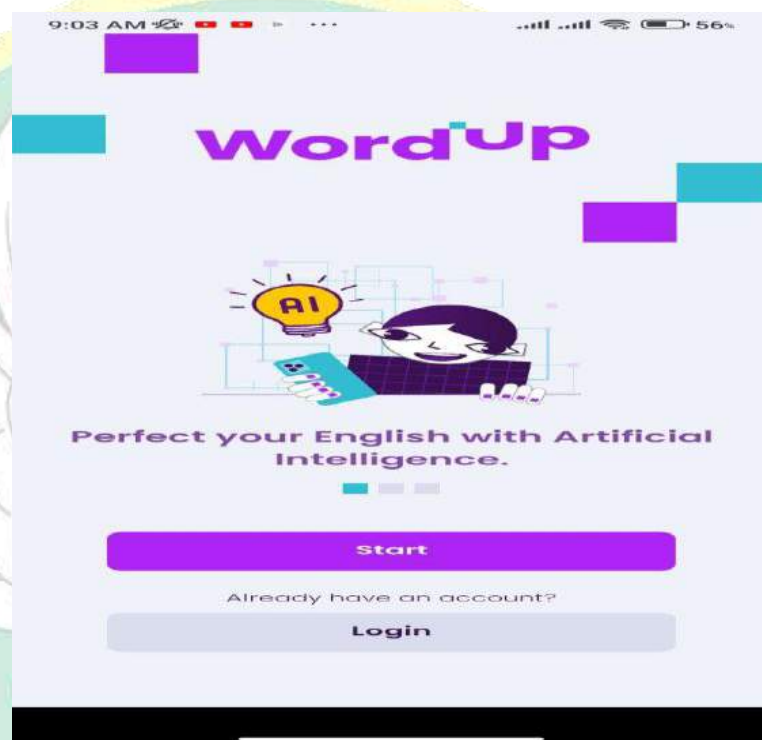 9:03 AM ... 56%
WordUp
AI
Perfect your English with Artificial
Intelligence.
Start
Already have an account?
Login